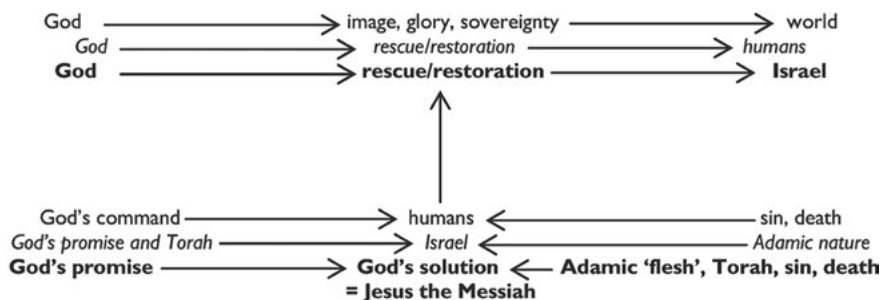 God image, glory, sovereignty world
God rescue/restoration humans
God rescue/restoration Israel
God’s command humans sin, death
God’s promise and Torah Israel Adamic nature
God’s promise God’s solution Adamic ‘flesh’, Torah, sin, death
= Jesus the Messiah